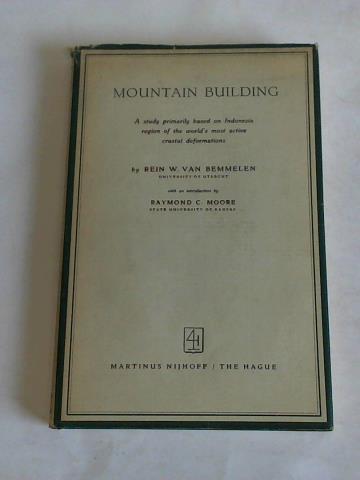 MOUNTAIN BUILDING
A study primarily based on Indonesia
region of the world's most active
crustal deformations
by REIN W. VAN BEMMELEN
UNIVERSITY OF UTRECHT
with an introduction by
RAYMOND C. MOORE
STATE UNIVERSITY OF KANSAS
MARTINUS NIJHOFF / THE HAGUE